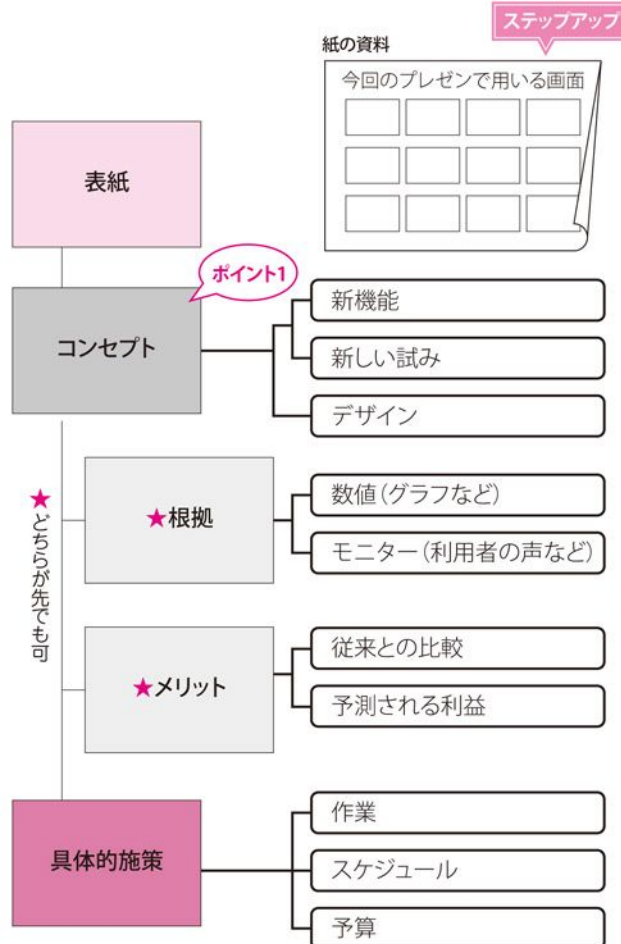 ステップアップ
紙の資料
今回のプレゼンで用いる画面
表紙
ポイント1
コンセプト
新機能
新しい試み
デザイン
★どちらが先でも可
★根拠
数値（グラフなど）
モニター（利用者の声など）
★メリット
従来との比較
予測される利益
具体的施策
作業
スケジュール
予算